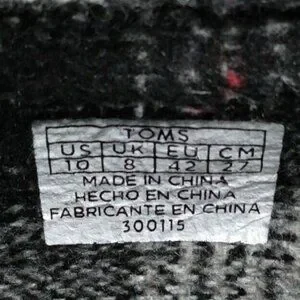 TOMS
US UK EU CM
10 8 42 27
MADE IN CHINA
HECHO EN CHINA
FABRICANTE EN CHINA
300115